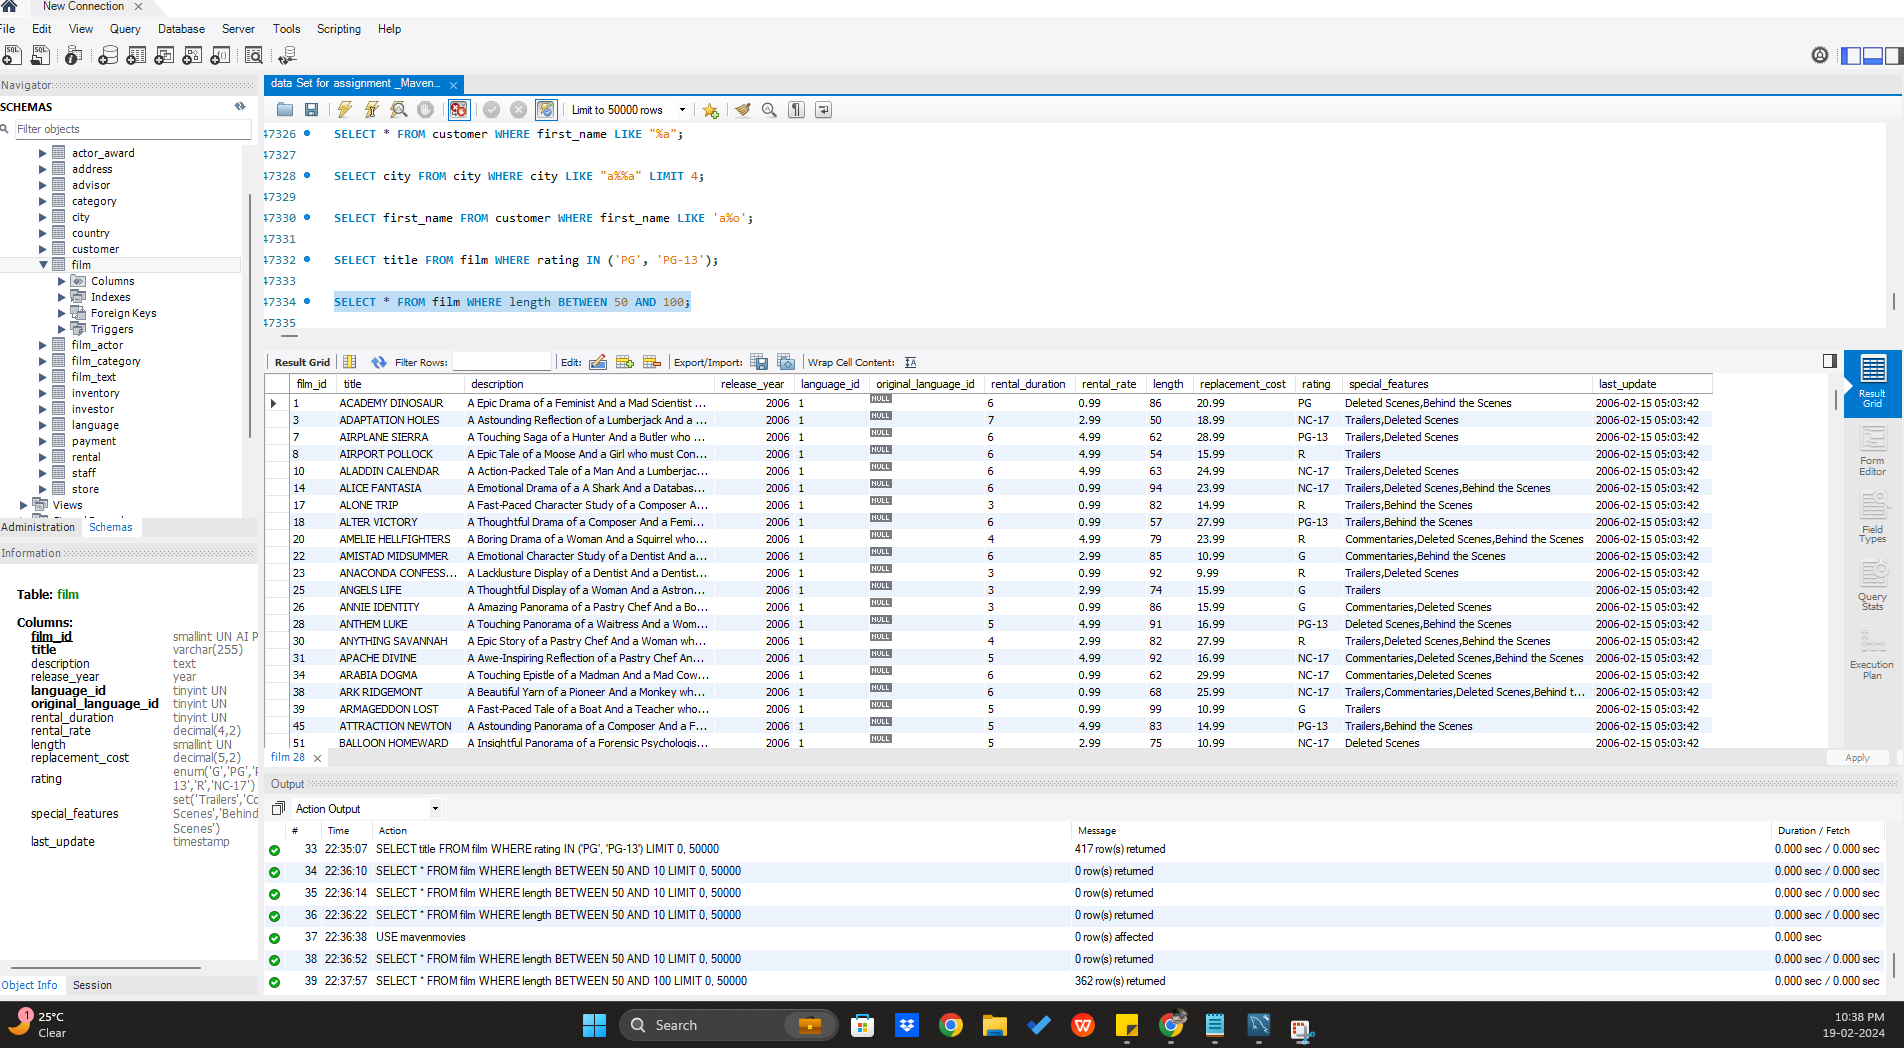 New Connection
File Edit View Query Database Server Tools Scripting Help
Navigator
SCHEMAS
Filter objects
actor_award
address
advisor
category
city
country
customer
film
Columns
Indexes
Foreign Keys
Triggers
film_actor
film_category
film_text
inventory
investor
language
payment
rental
staff
store
Views
Administration Schemas
Information
Table: film
Columns:
film_id smallint UN AI P
title varchar(255)
description text
release_year year
language_id tinyint UN
original_language_id tinyint UN
rental_duration tinyint UN
rental_rate decimal(4,2)
length smallint UN
replacement_cost decimal(5,2)
rating enum('G','PG','P
13','R','NC-17')
special_features set('Trailers','Co
Scenes','Behind
Scenes')
last_update timestamp
Object Info Session
data Set for assignment _Maven...
Limit to 50000 rows
47326 SELECT * FROM customer WHERE first_name LIKE "%a";
47327
47328 SELECT city FROM city WHERE city LIKE "a%%a" LIMIT 4;
47329
47330 SELECT first_name FROM customer WHERE first_name LIKE 'a%o';
47331
47332 SELECT title FROM film WHERE rating IN ('PG', 'PG-13');
47333
47334 SELECT * FROM film WHERE length BETWEEN 50 AND 100;
47335
Result Grid Filter Rows: Edit: Export/Import: Wrap Cell Content:
film_id title description release_year language_id original_language_id rental_duration rental_rate length replacement_cost rating special_features last_update
1 ACADEMY DINOSAUR A Epic Drama of a Feminist And a Mad Scientist ... 2006 1 NULL 6 0.99 86 20.99 PG Deleted Scenes,Behind the Scenes 2006-02-15 05:03:42
3 ADAPTATION HOLES A Astounding Reflection of a Lumberjack And a ... 2006 1 NULL 7 2.99 50 18.99 NC-17 Trailers,Deleted Scenes 2006-02-15 05:03:42
7 AIRPLANE SIERRA A Touching Saga of a Hunter And a Butler who ... 2006 1 NULL 6 4.99 62 28.99 PG-13 Trailers,Deleted Scenes 2006-02-15 05:03:42
8 AIRPORT POLLOCK A Epic Tale of a Moose And a Girl who must Con... 2006 1 NULL 6 4.99 54 15.99 R Trailers 2006-02-15 05:03:42
10 ALADDIN CALENDAR A Action-Packed Tale of a Man And a Lumberjac... 2006 1 NULL 6 4.99 63 24.99 NC-17 Trailers,Deleted Scenes 2006-02-15 05:03:42
14 ALICE FANTASIA A Emotional Drama of a A Shark And a Databas... 2006 1 NULL 6 0.99 94 23.99 NC-17 Trailers,Deleted Scenes,Behind the Scenes 2006-02-15 05:03:42
17 ALONE TRIP A Fast-Paced Character Study of a Composer A... 2006 1 NULL 3 0.99 82 14.99 R Trailers,Behind the Scenes 2006-02-15 05:03:42
18 ALTER VICTORY A Thoughtful Drama of a Composer And a Femi... 2006 1 NULL 6 0.99 57 27.99 PG-13 Trailers,Behind the Scenes 2006-02-15 05:03:42
20 AMELIE HELLFIGHTERS A Boring Drama of a Woman And a Squirrel who... 2006 1 NULL 4 4.99 79 23.99 R Commentaries,Deleted Scenes,Behind the Scenes 2006-02-15 05:03:42
22 AMISTAD MIDSUMMER A Emotional Character Study of a Dentist And a... 2006 1 NULL 6 2.99 85 10.99 G Commentaries,Behind the Scenes 2006-02-15 05:03:42
23 ANACONDA CONFESS... A Lacklusture Display of a Dentist And a Dentist... 2006 1 NULL 3 0.99 92 9.99 R Trailers,Deleted Scenes 2006-02-15 05:03:42
25 ANGELS LIFE A Thoughtful Display of a Woman And a Astron... 2006 1 NULL 3 2.99 74 15.99 G Trailers 2006-02-15 05:03:42
26 ANNIE IDENTITY A Amazing Panorama of a Pastry Chef And a Bo... 2006 1 NULL 3 0.99 86 15.99 G Commentaries,Deleted Scenes 2006-02-15 05:03:42
28 ANTHEM LUKE A Touching Panorama of a Waitress And a Wom... 2006 1 NULL 5 4.99 91 16.99 PG-13 Deleted Scenes,Behind the Scenes 2006-02-15 05:03:42
30 ANYTHING SAVANNAH A Epic Story of a Pastry Chef And a Woman wh... 2006 1 NULL 4 2.99 82 27.99 R Trailers,Deleted Scenes,Behind the Scenes 2006-02-15 05:03:42
31 APACHE DIVINE A Awe-Inspiring Reflection of a Pastry Chef An... 2006 1 NULL 5 4.99 92 16.99 NC-17 Commentaries,Deleted Scenes,Behind the Scenes 2006-02-15 05:03:42
34 ARABIA DOGMA A Touching Epistle of a Madman And a Mad Cow... 2006 1 NULL 6 0.99 62 29.99 NC-17 Commentaries,Deleted Scenes 2006-02-15 05:03:42
38 ARK RIDGEMONT A Beautiful Yarn of a Pioneer And a Monkey wh... 2006 1 NULL 6 0.99 68 25.99 NC-17 Trailers,Commentaries,Deleted Scenes,Behind t... 2006-02-15 05:03:42
39 ARMAGEDDON LOST A Fast-Paced Tale of a Boat And a Teacher who... 2006 1 NULL 5 0.99 99 10.99 G Trailers 2006-02-15 05:03:42
45 ATTRACTION NEWTON A Astounding Panorama of a Composer And a F... 2006 1 NULL 5 4.99 83 14.99 PG-13 Trailers,Behind the Scenes 2006-02-15 05:03:42
51 BALLOON HOMEWARD A Insightful Panorama of a Forensic Psychologis... 2006 1 NULL 5 2.99 75 10.99 NC-17 Deleted Scenes 2006-02-15 05:03:42
Result Grid
Form Editor
Field Types
Query Stats
Execution Plan
film 28
Apply
Output
Action Output
# Time Action Message Duration / Fetch
33 22:35:07 SELECT title FROM film WHERE rating IN ('PG', 'PG-13') LIMIT 0, 50000 417 row(s) returned 0.000 sec / 0.000 sec
34 22:36:10 SELECT * FROM film WHERE length BETWEEN 50 AND 10 LIMIT 0, 50000 0 row(s) returned 0.000 sec / 0.000 sec
35 22:36:14 SELECT * FROM film WHERE length BETWEEN 50 AND 10 LIMIT 0, 50000 0 row(s) returned 0.000 sec / 0.000 sec
36 22:36:22 SELECT * FROM film WHERE length BETWEEN 50 AND 10 LIMIT 0, 50000 0 row(s) returned 0.000 sec / 0.000 sec
37 22:36:38 USE mavenmovies 0 row(s) affected 0.000 sec
38 22:36:52 SELECT * FROM film WHERE length BETWEEN 50 AND 10 LIMIT 0, 50000 0 row(s) returned 0.000 sec / 0.000 sec
39 22:37:57 SELECT * FROM film WHERE length BETWEEN 50 AND 100 LIMIT 0, 50000 362 row(s) returned 0.000 sec / 0.000 sec
1
25°C
Clear
Search
10:38 PM
19-02-2024